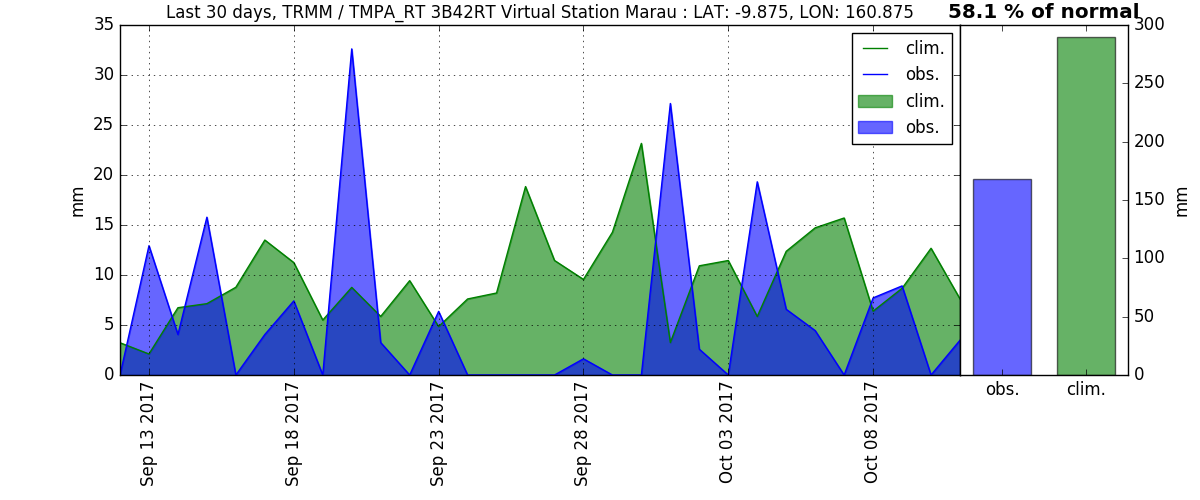 Last 30 days, TRMM / TMPA_RT 3B42RT Virtual Station Marau : LAT: -9.875, LON: 160.875
58.1 % of normal
35
30
25
20
15
10
5
0
mm
clim.
obs.
clim.
obs.
Sep 13 2017
Sep 18 2017
Sep 23 2017
Sep 28 2017
Oct 03 2017
Oct 08 2017
300
250
200
150
100
50
0
mm
obs.
clim.